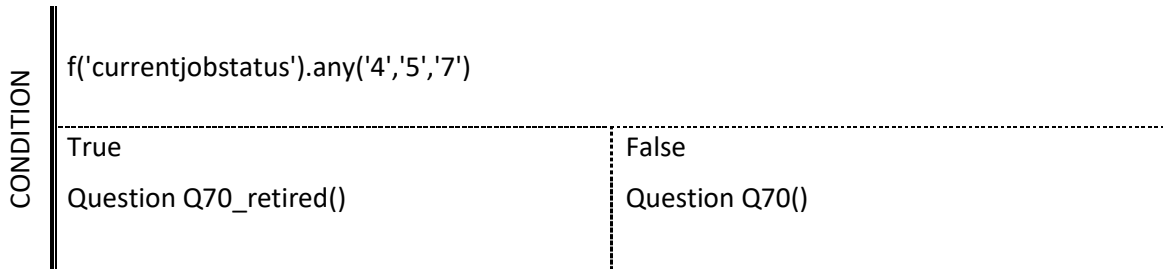 CONDITION
f('currentjobstatus').any('4','5','7')
True
False
Question Q70_retired()
Question Q70()